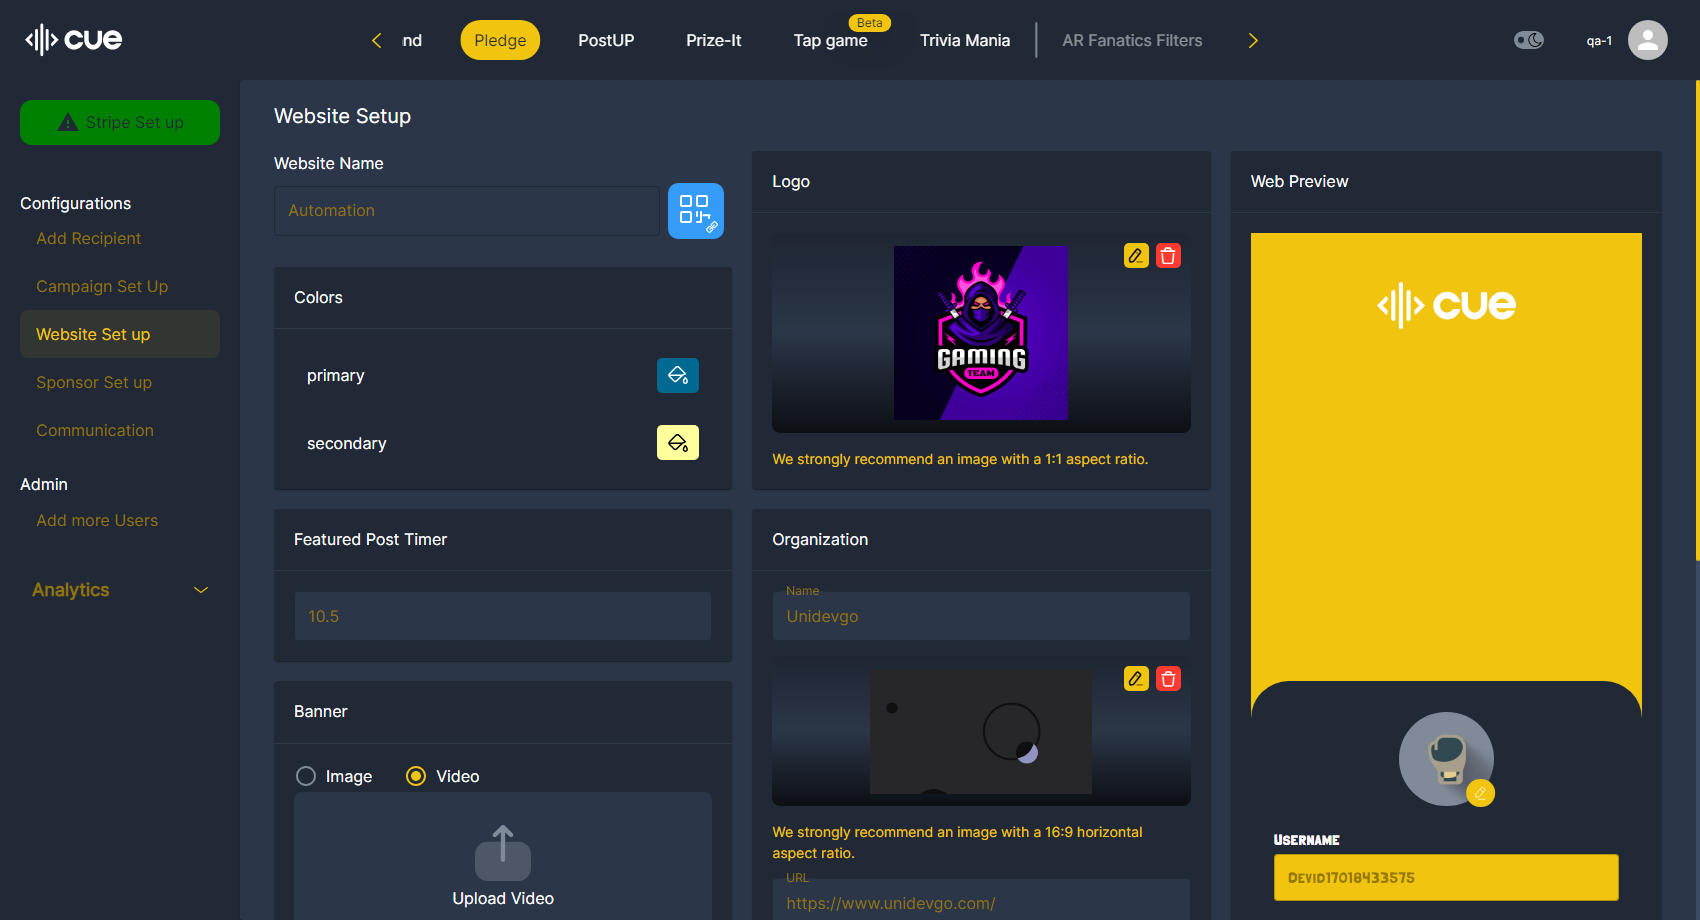 cue
nd
Pledge
PostUP
Prize-It
Beta
Tap game
Trivia Mania
AR Fanatics Filters
qa-1
Stripe Set up
Configurations
Add Recipient
Campaign Set Up
Website Set up
Sponsor Set up
Communication
Admin
Add more Users
Analytics
Website Setup
Website Name
Automation
Colors
primary
secondary
Featured Post Timer
10.5
Banner
Image
Video
Upload Video
Logo
GAMING
TEAM
We strongly recommend an image with a 1:1 aspect ratio.
Organization
Name
Unidevgo
We strongly recommend an image with a 16:9 horizontal
aspect ratio.
URL
https://www.unidevgo.com/
Web Preview
cue
Username
Devid17018433575